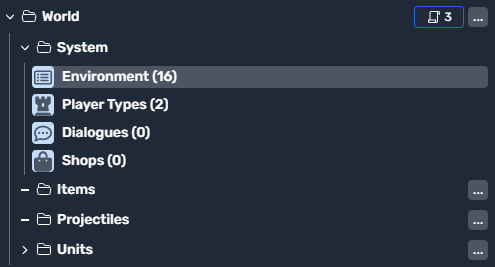 World 3 ...
System
Environment (16)
Player Types (2)
Dialogues (0)
Shops (0)
Items ...
Projectiles ...
Units ...